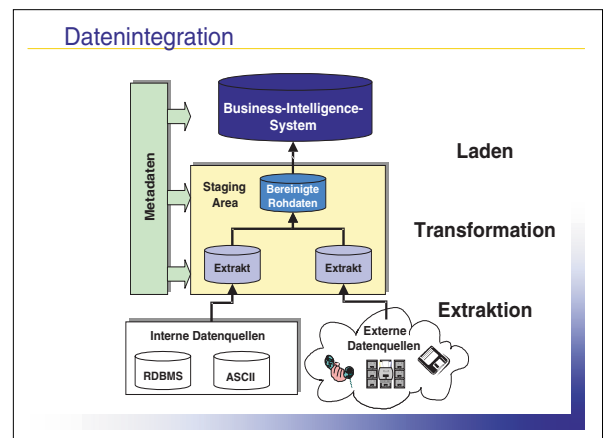 Datenintegration
Metadaten
Business-Intelligence-
System
Laden
Staging
Area
Bereinigte
Rohdaten
Transformation
Extrakt
Extrakt
Extraktion
Interne Datenquellen
RDBMS
ASCII
Externe
Datenquellen